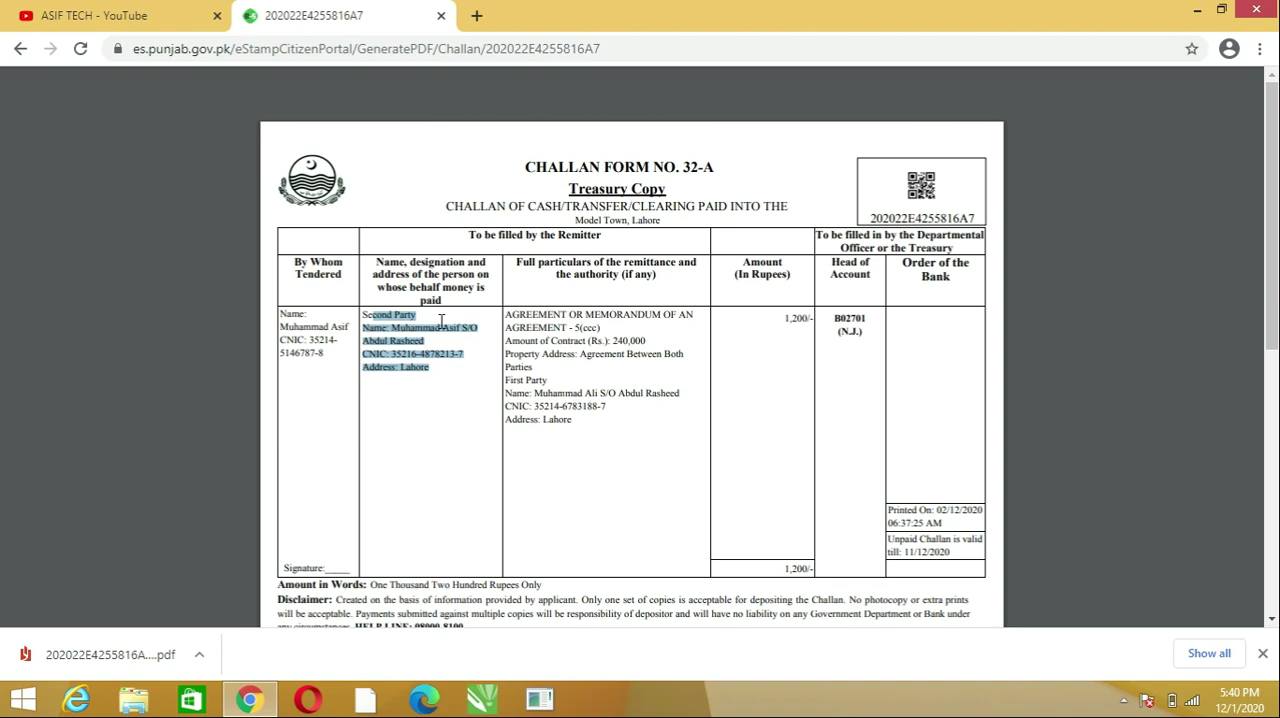 ASIF TECH - YouTube
202022E4255816A7
es.punjab.gov.pk/eStampCitizenPortal/GeneratePDF/Challan/202022E4255816A7
CHALLAN FORM NO. 32-A
Treasury Copy
CHALLAN OF CASH/TRANSFER/CLEARING PAID INTO THE
Model Town, Lahore
202022E4255816A7
To be filled by the Remitter
To be filled in by the Departmental
Officer or the Treasury
By Whom
Tendered
Name, designation and
address of the person on
whose behalf money is
paid
Full particulars of the remittance and
the authority (if any)
Amount
(In Rupees)
Head of
Account
Order of the
Bank
Name:
Muhammad Asif
CNIC: 35214-
5146787-8
Second Party
Name: Muhammad Asif S/O
Abdul Rasheed
CNIC: 35216-4878213-7
Address: Lahore
AGREEMENT OR MEMORANDUM OF AN
AGREEMENT - 5(ccc)
Amount of Contract (Rs.): 240,000
Property Address: Agreement Between Both
Parties
First Party
Name: Muhammad Ali S/O Abdul Rasheed
CNIC: 35214-6783188-7
Address: Lahore
1,200/-
B02701
(N.J.)
Printed On: 02/12/2020
06:37:25 AM
Unpaid Challan is valid
till: 11/12/2020
Signature:_____
1,200/-
Amount in Words: One Thousand Two Hundred Rupees Only
Disclaimer: Created on the basis of information provided by applicant. Only one set of copies is acceptable for depositing the Challan. No photocopy or extra prints
will be acceptable. Payments submitted against multiple copies will be responsibility of depositor and will have no liability on any Government Department or Bank under
any circumstances. HELP LINE: 08000-8100
202022E4255816A....pdf
Show all
5:40 PM
12/1/2020